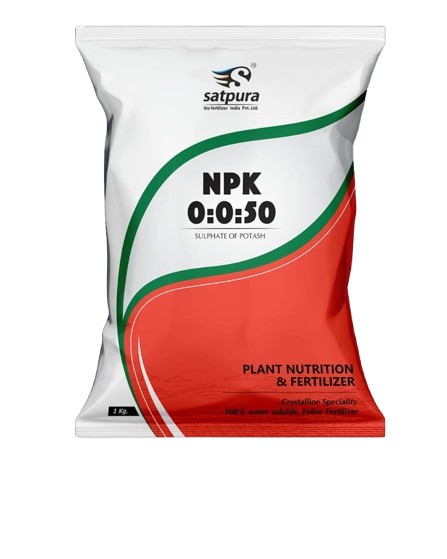 ®
satpura
bio fertilizer India Pvt. Ltd.
NPK
0:0:50
SULPHATE OF POTASH
PLANT NUTRITION
& FERTILIZER
Crystalline Speciality
1 Kg.
100% water soluble, Foliar Fertilizer